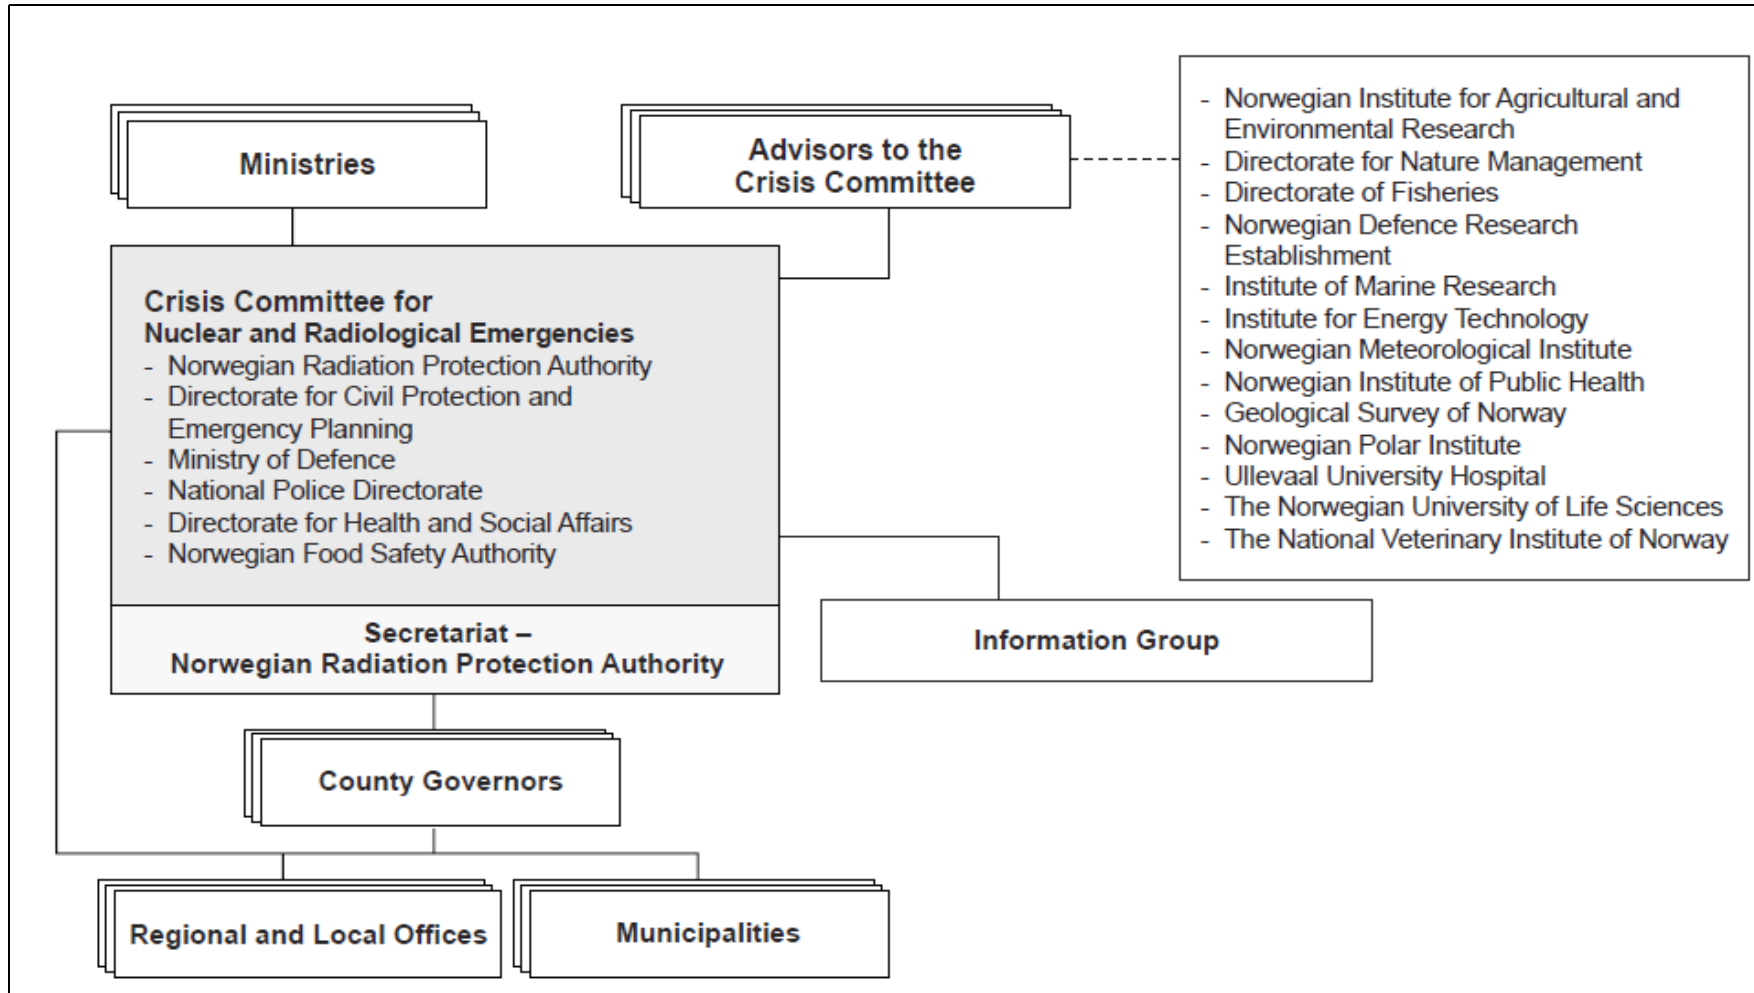 Ministries
Advisors to the
Crisis Committee
- Norwegian Institute for Agricultural and
Environmental Research
- Directorate for Nature Management
- Directorate of Fisheries
- Norwegian Defence Research
Establishment
- Institute of Marine Research
- Institute for Energy Technology
- Norwegian Meteorological Institute
- Norwegian Institute of Public Health
- Geological Survey of Norway
- Norwegian Polar Institute
- Ullevaal University Hospital
- The Norwegian University of Life Sciences
- The National Veterinary Institute of Norway
Crisis Committee for
Nuclear and Radiological Emergencies
- Norwegian Radiation Protection Authority
- Directorate for Civil Protection and
Emergency Planning
- Ministry of Defence
- National Police Directorate
- Directorate for Health and Social Affairs
- Norwegian Food Safety Authority
Secretariat –
Norwegian Radiation Protection Authority
Information Group
County Governors
Regional and Local Offices
Municipalities